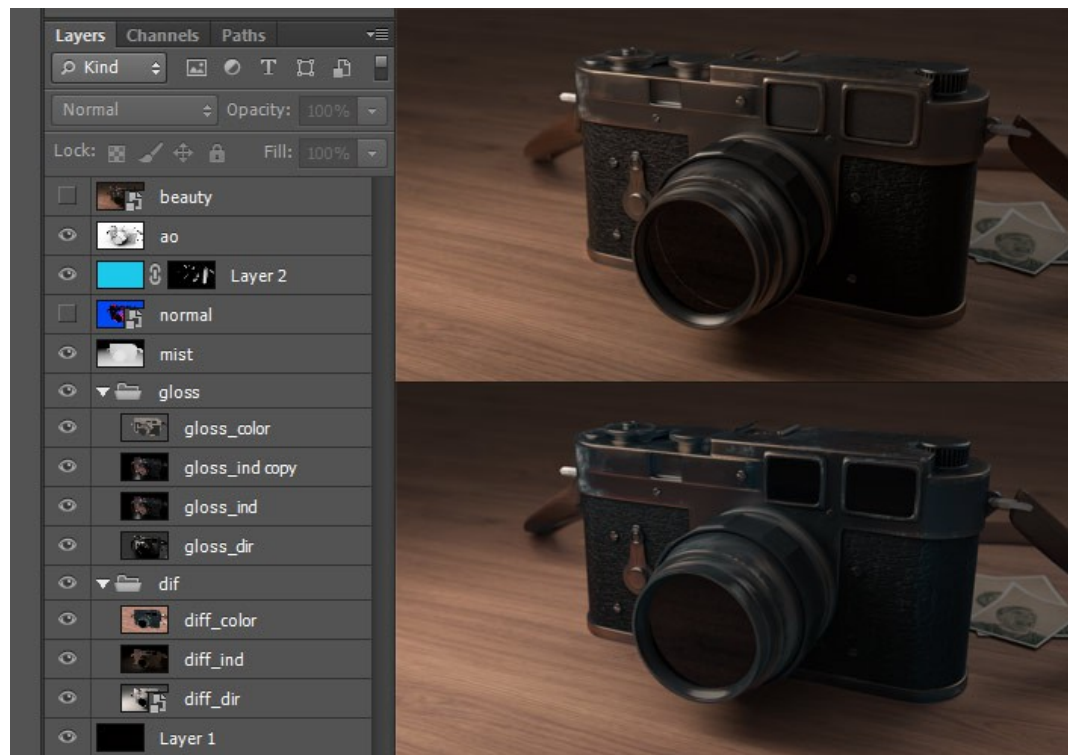 Layers Channels Paths
Kind
Normal Opacity: 100%
Lock: Fill: 100%
beauty
ao
Layer 2
normal
mist
gloss
gloss_color
gloss_ind copy
gloss_ind
gloss_dir
dif
diff_color
diff_ind
diff_dir
Layer 1